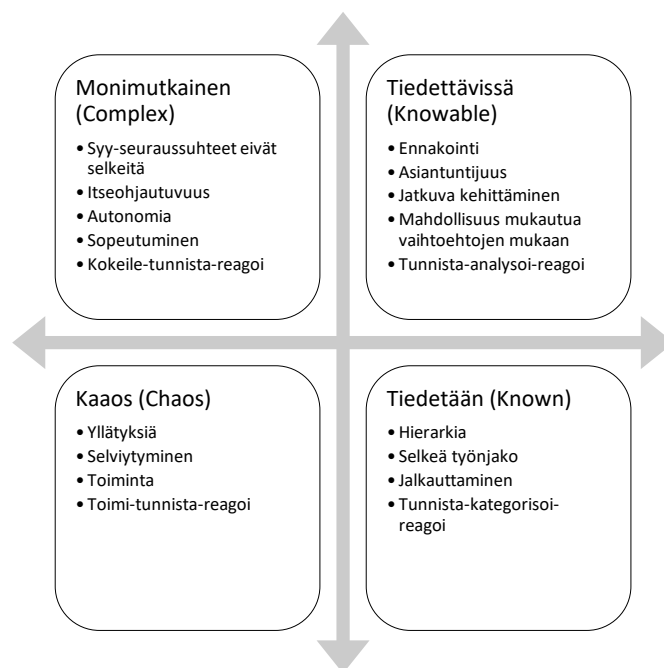 Monimutkainen
(Complex)
• Syy-seuraussuhteet eivät
selkeitä
• Itseohjautuvuus
• Autonomia
• Sopeutuminen
• Kokeile-tunnista-reagoi
Tiedettävissä
(Knowable)
• Ennakointi
• Asiantuntijuus
• Jatkuva kehittäminen
• Mahdollisuus mukautua
vaihtoehtojen mukaan
• Tunnista-analysoi-reagoi
Kaaos (Chaos)
• Yllätyksiä
• Selviytyminen
• Toiminta
• Toimi-tunnista-reagoi
Tiedetään (Known)
• Hierarkia
• Selkeä työnjako
• Jalkauttaminen
• Tunnista-kategorisoi-
reagoi